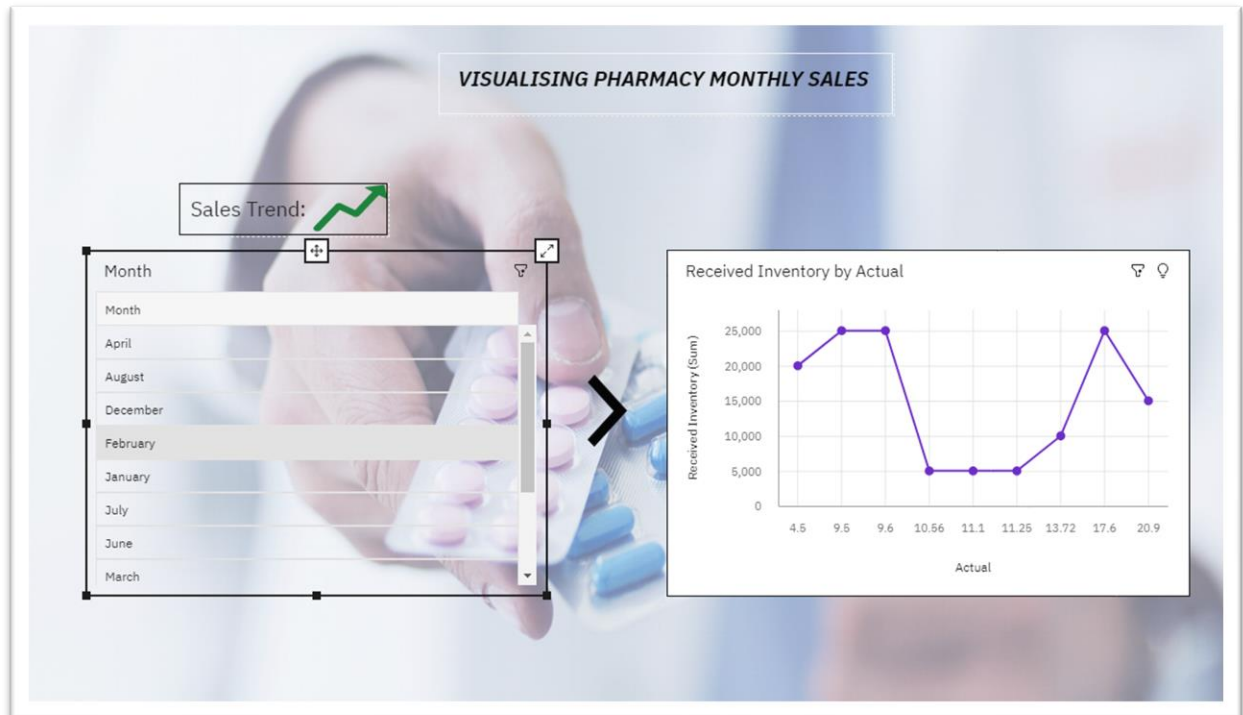 VISUALISING PHARMACY MONTHLY SALES
Sales Trend:
Month
Month
April
August
December
February
January
July
June
March
Received Inventory by Actual
Received Inventory (Sum)
25,000
20,000
15,000
10,000
5,000
0
4.5 9.5 9.6 10.56 11.1 11.25 13.72 17.6 20.9
Actual